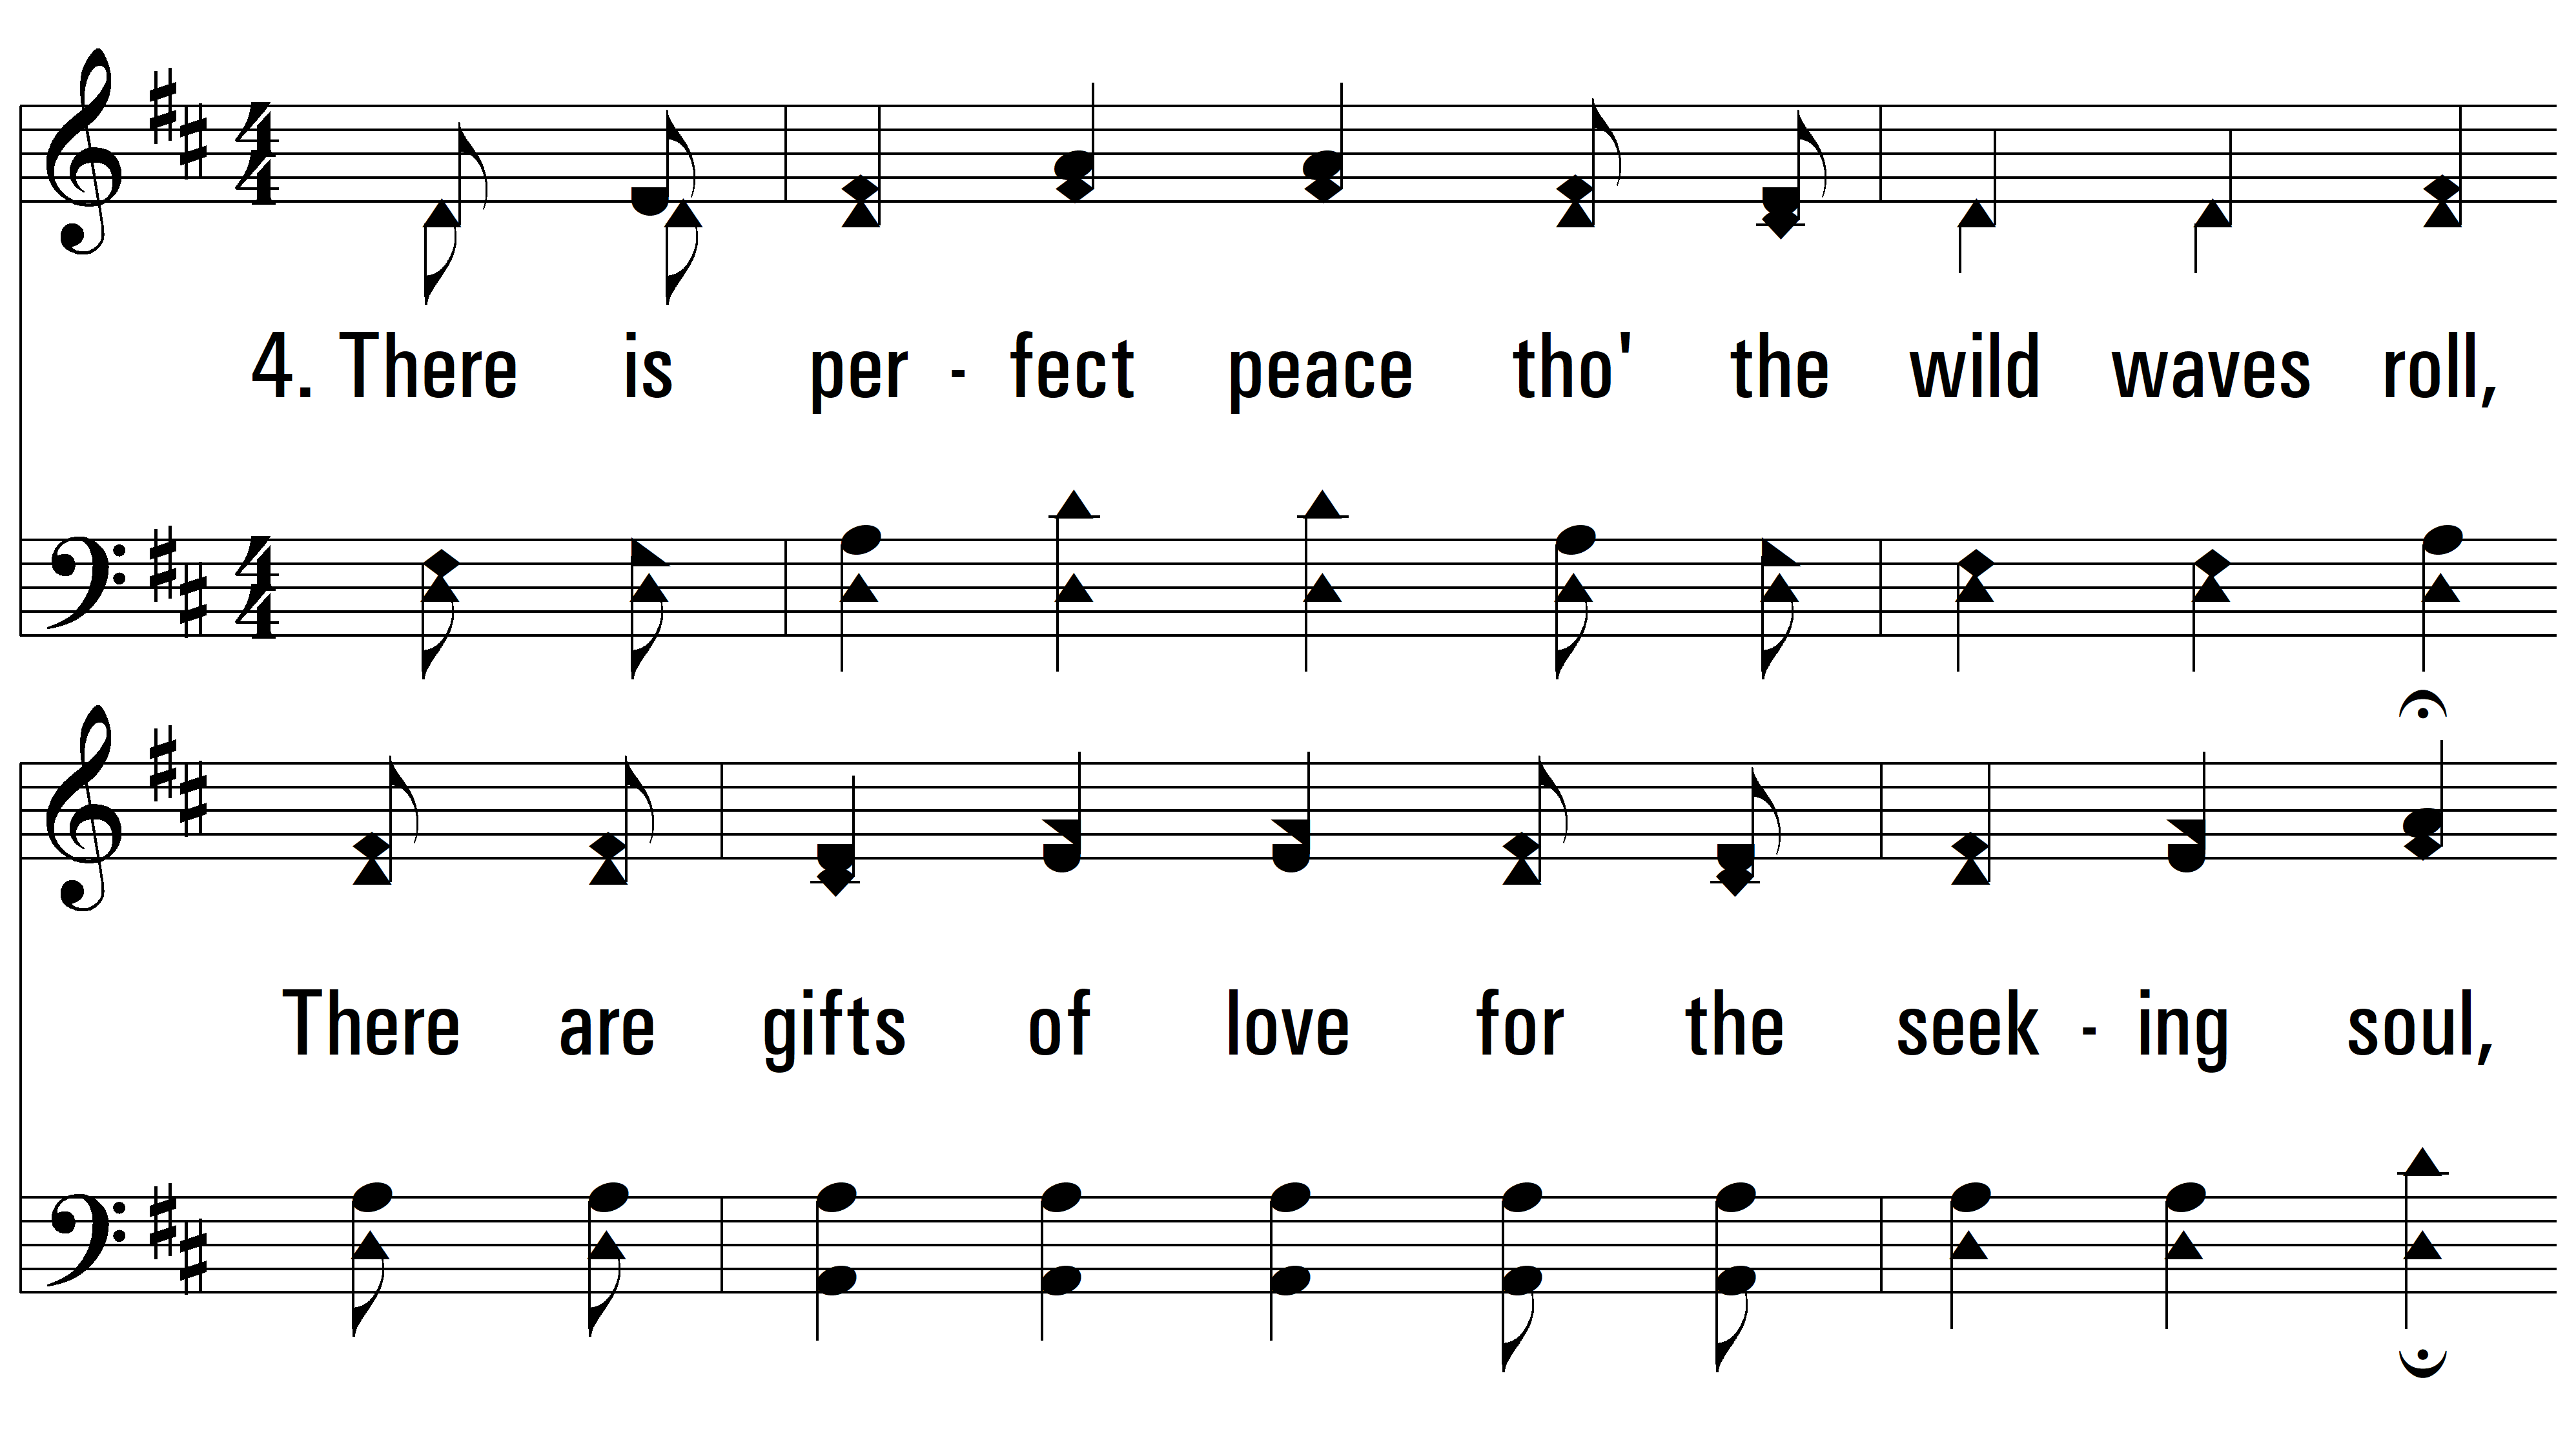 4. There is per - fect peace tho' the wild waves roll,
There are gifts of love for the seek - ing soul,